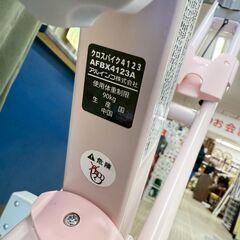 クロスバイク4123
AFBX4123A
アルインコ株式会社
使用体重制限
90kg
生産国
中国
危険